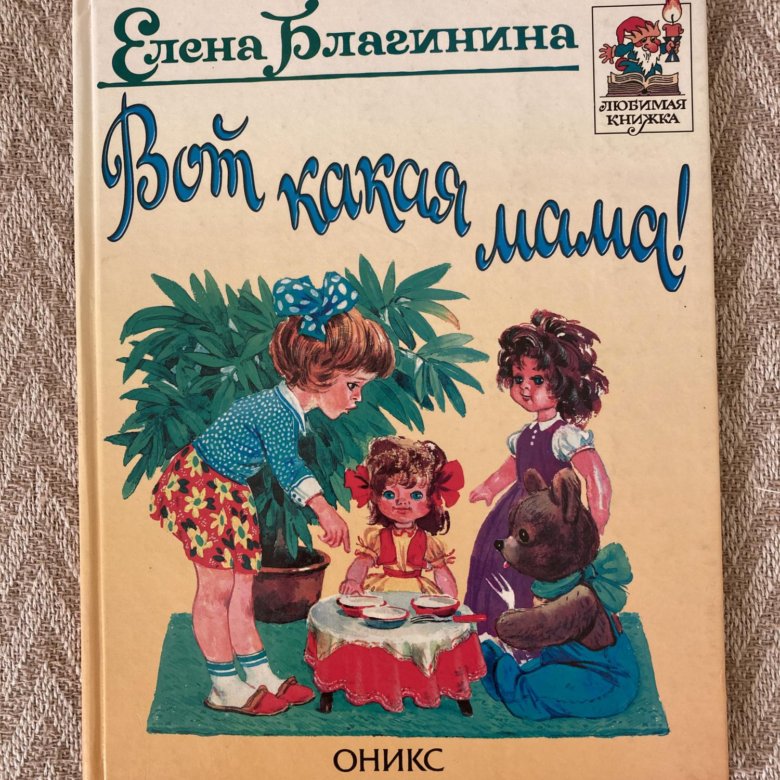 Елена Благинина
ЛЮБИМАЯ
КНИЖКА
Вот какая мама!
ОНИКС